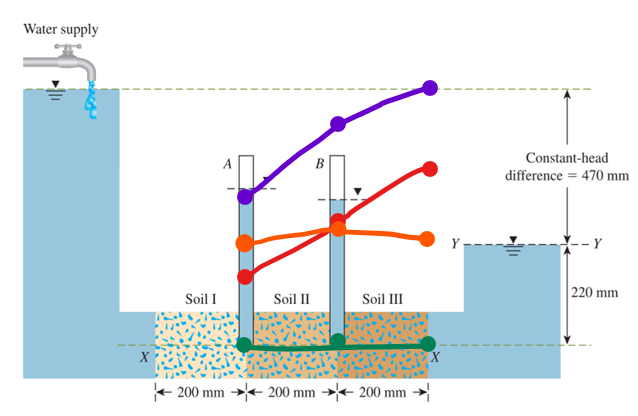 Water supply
A
B
Constant-head
difference = 470 mm
Y
Y
Soil I
Soil II
Soil III
220 mm
X
X
200 mm
200 mm
200 mm